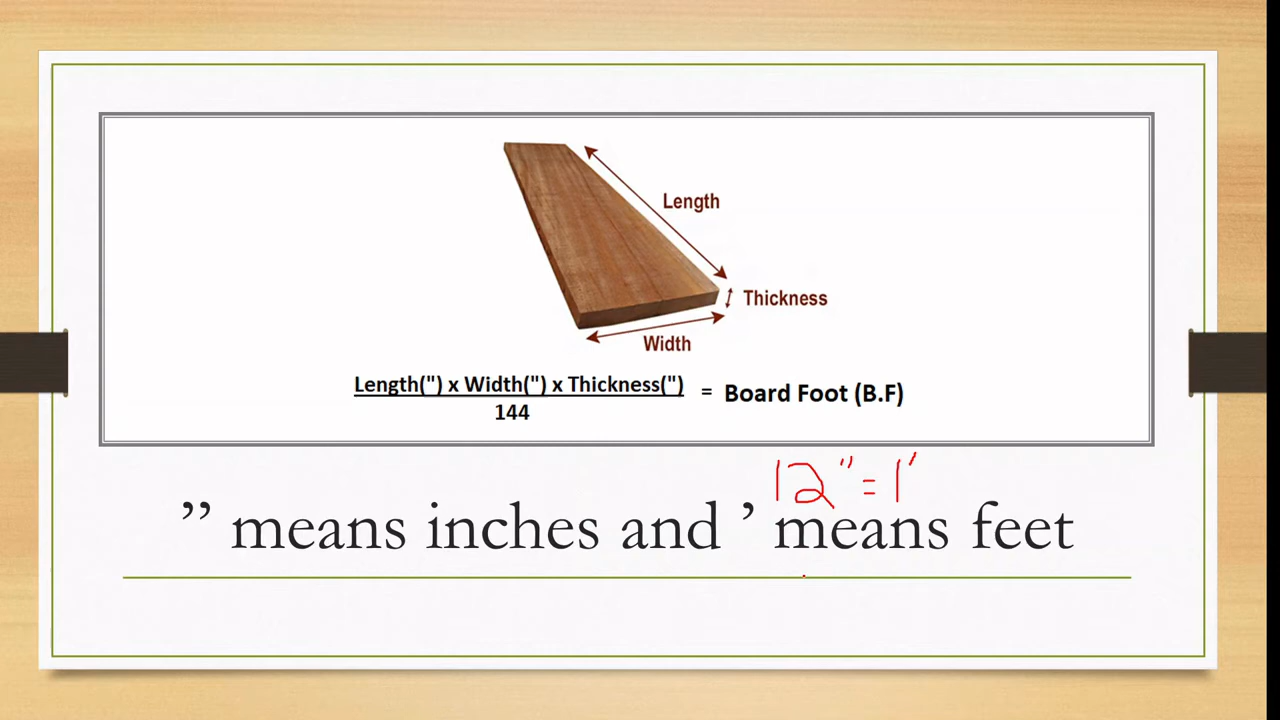 Length
Thickness
Width
Length(") x Width(") x Thickness(") = Board Foot (B.F)
144
12" = 1'
’’ means inches and ’ means feet